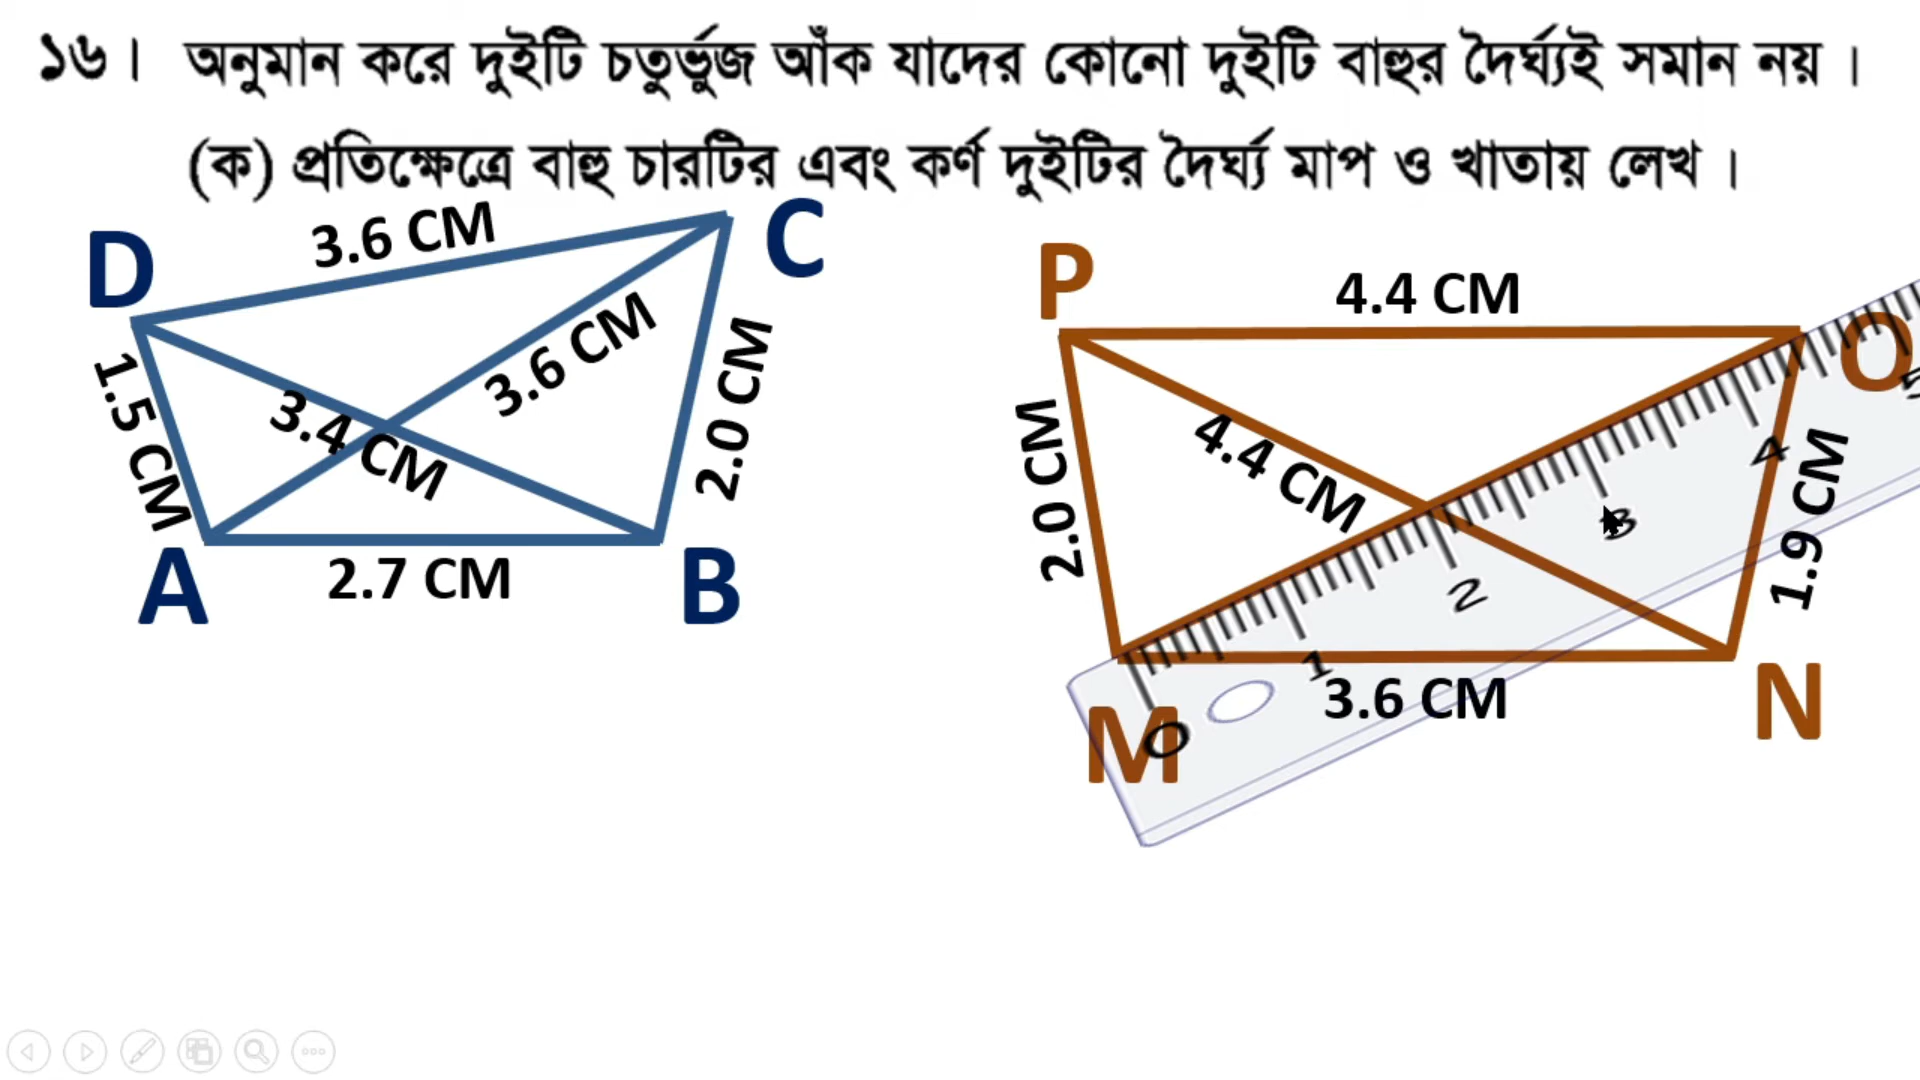 ১৬। অনুমান করে দুইটি চতুর্ভুজ আঁক যাদের কোনো দুইটি বাহুর দৈর্ঘ্যই সমান নয়।
(ক) প্রতিক্ষেত্রে বাহু চারটির এবং কর্ণ দুইটির দৈর্ঘ্য মাপ ও খাতায় লেখ।
D
3.6 CM
C
1.5 CM
3.4 CM
3.6 CM
2.0 CM
A
2.7 CM
B
P
4.4 CM
O
2.0 CM
4.4 CM
1.9 CM
M
3.6 CM
N
0
1
2
3
4
5